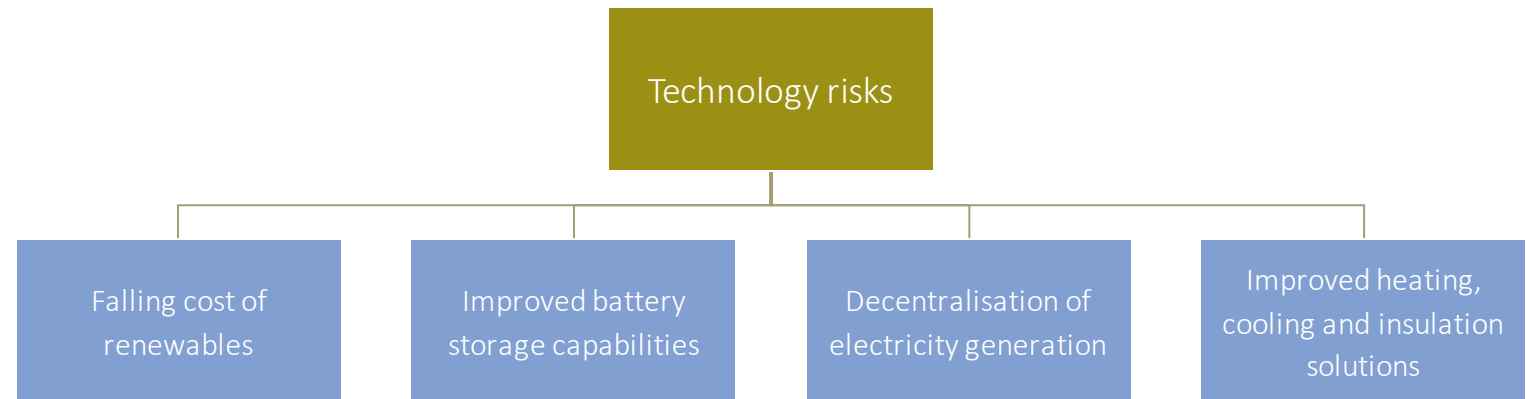 Technology risks
Falling cost of
renewables
Improved battery
storage capabilities
Decentralisation of
electricity generation
Improved heating,
cooling and insulation
solutions